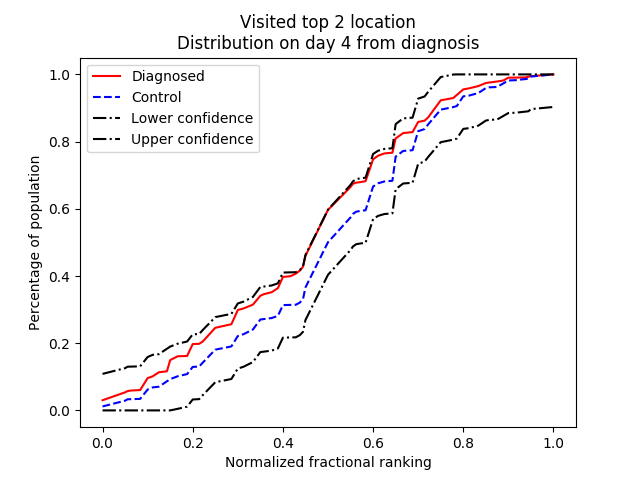 Visited top 2 location
Distribution on day 4 from diagnosis
Diagnosed
Control
Lower confidence
Upper confidence
Percentage of population
1.0
0.8
0.6
0.4
0.2
0.0
0.0 0.2 0.4 0.6 0.8 1.0
Normalized fractional ranking